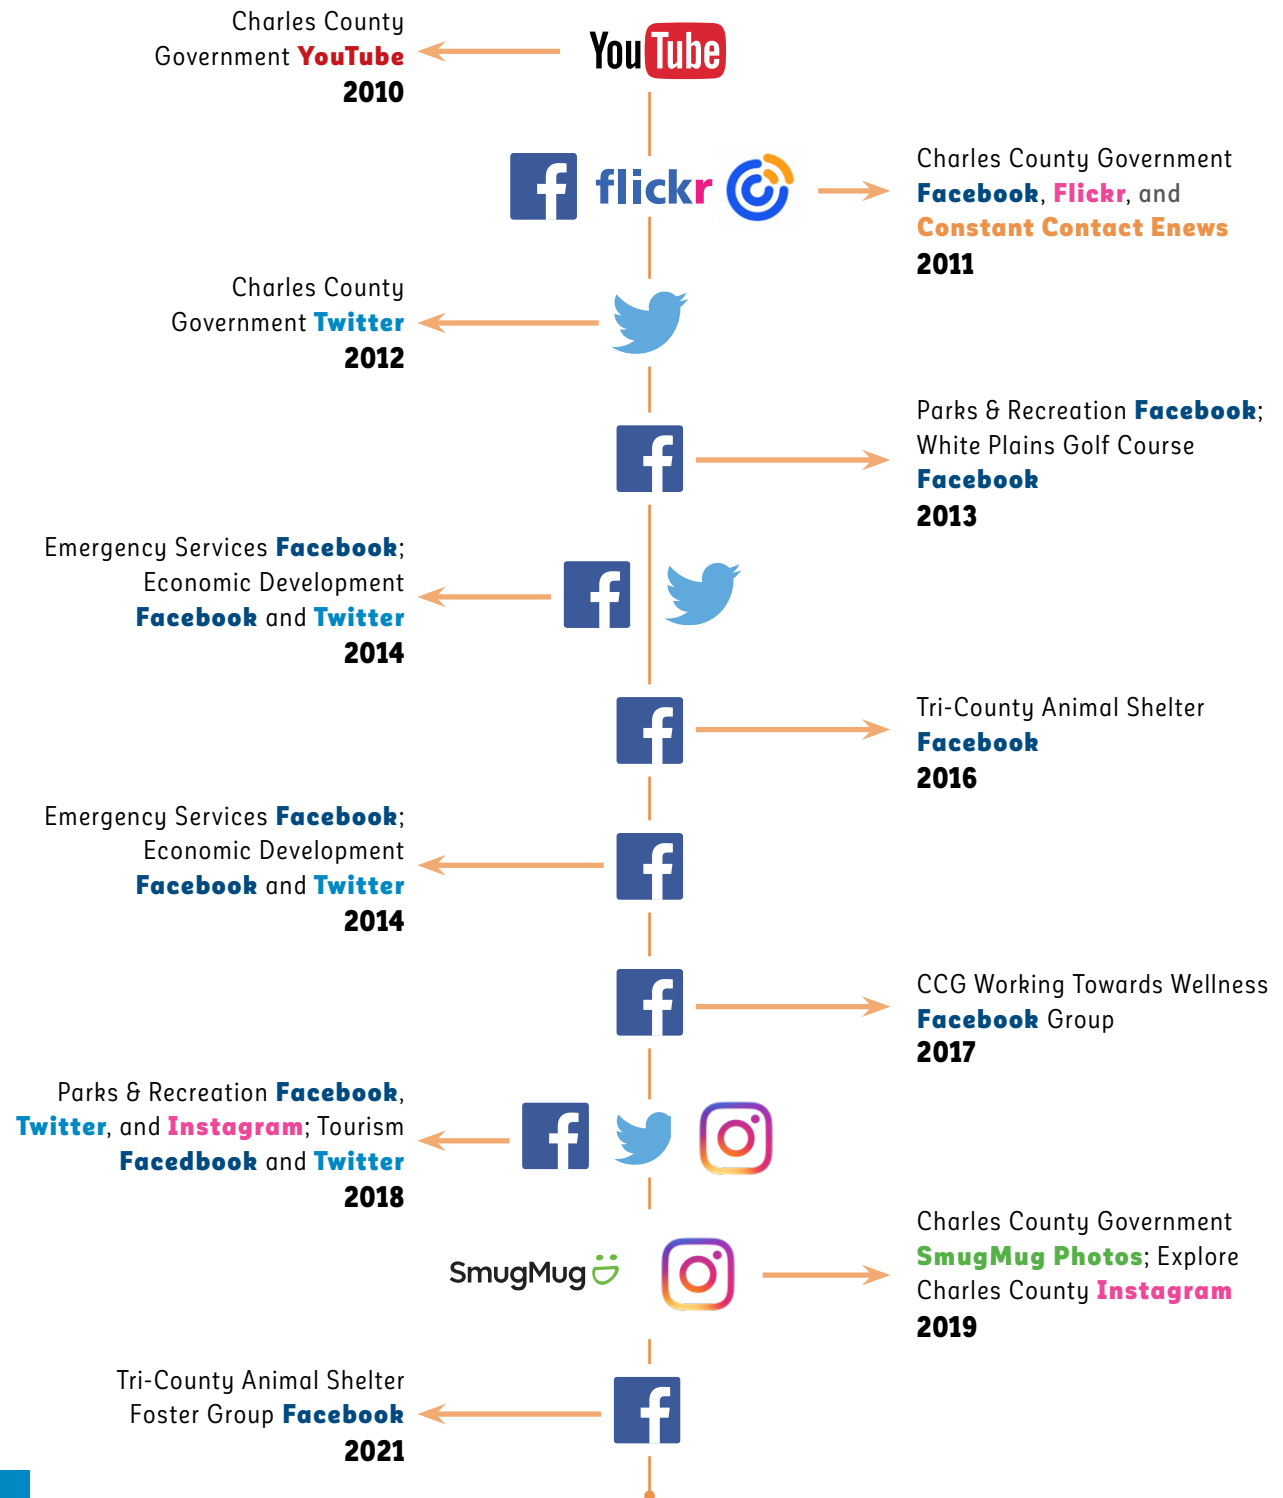 Charles County
Government YouTube
2010
YouTube
flickr
Charles County Government
Facebook, Flickr, and
Constant Contact Enews
2011
Charles County
Government Twitter
2012
Parks & Recreation Facebook;
White Plains Golf Course
Facebook
2013
Emergency Services Facebook;
Economic Development
Facebook and Twitter
2014
Tri-County Animal Shelter
Facebook
2016
Emergency Services Facebook;
Economic Development
Facebook and Twitter
2014
CCG Working Towards Wellness
Facebook Group
2017
Parks & Recreation Facebook,
Twitter, and Instagram; Tourism
Facedbook and Twitter
2018
SmugMug
Charles County Government
SmugMug Photos; Explore
Charles County Instagram
2019
Tri-County Animal Shelter
Foster Group Facebook
2021